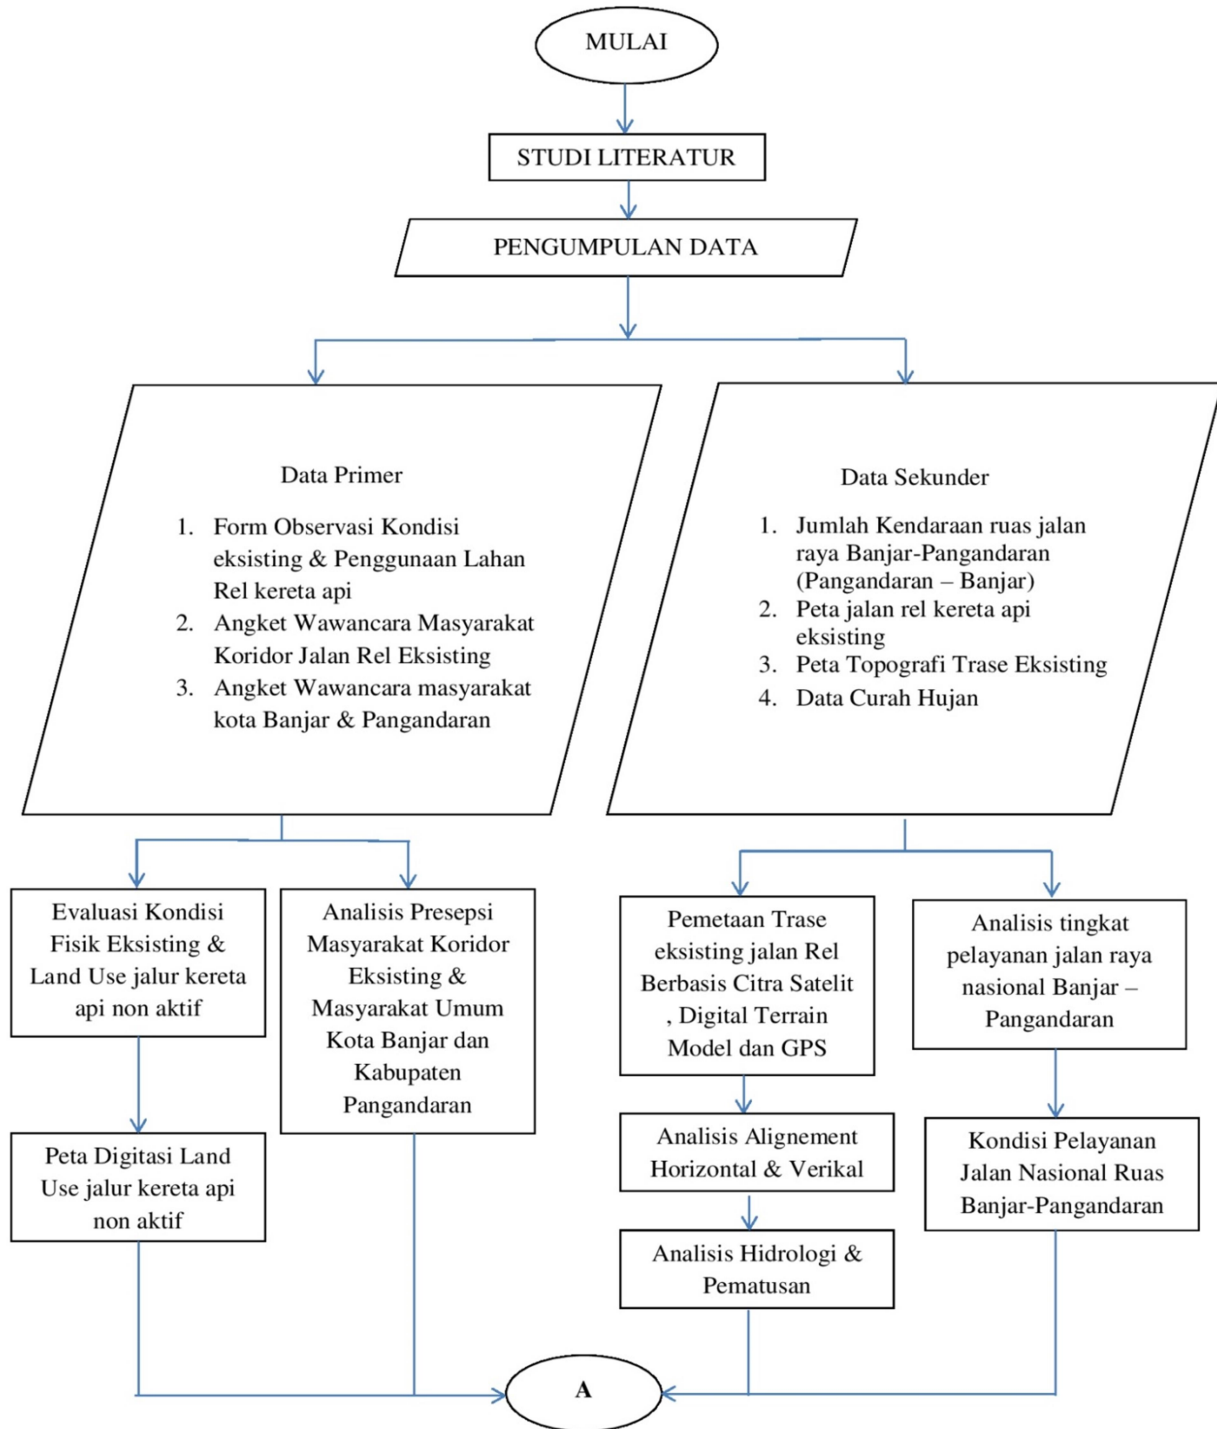 MULAI
STUDI LITERATUR
PENGUMPULAN DATA
Data Primer
1. Form Observasi Kondisi
eksisting & Penggunaan Lahan
Rel kereta api
2. Angket Wawancara Masyarakat
Koridor Jalan Rel Eksisting
3. Angket Wawancara masyarakat
kota Banjar & Pangandaran
Data Sekunder
1. Jumlah Kendaraan ruas jalan
raya Banjar-Pangandaran
(Pangandaran – Banjar)
2. Peta jalan rel kereta api
eksisting
3. Peta Topografi Trase Eksisting
4. Data Curah Hujan
Evaluasi Kondisi
Fisik Eksisting &
Land Use jalur kereta
api non aktif
Analisis Presepsi
Masyarakat Koridor
Eksisting &
Masyarakat Umum
Kota Banjar dan
Kabupaten
Pangandaran
Pemetaan Trase
eksisting jalan Rel
Berbasis Citra Satelit
, Digital Terrain
Model dan GPS
Analisis tingkat
pelayanan jalan raya
nasional Banjar –
Pangandaran
Peta Digitasi Land
Use jalur kereta api
non aktif
Analisis Alignement
Horizontal & Verikal
Kondisi Pelayanan
Jalan Nasional Ruas
Banjar-Pangandaran
Analisis Hidrologi &
Pematusan
A